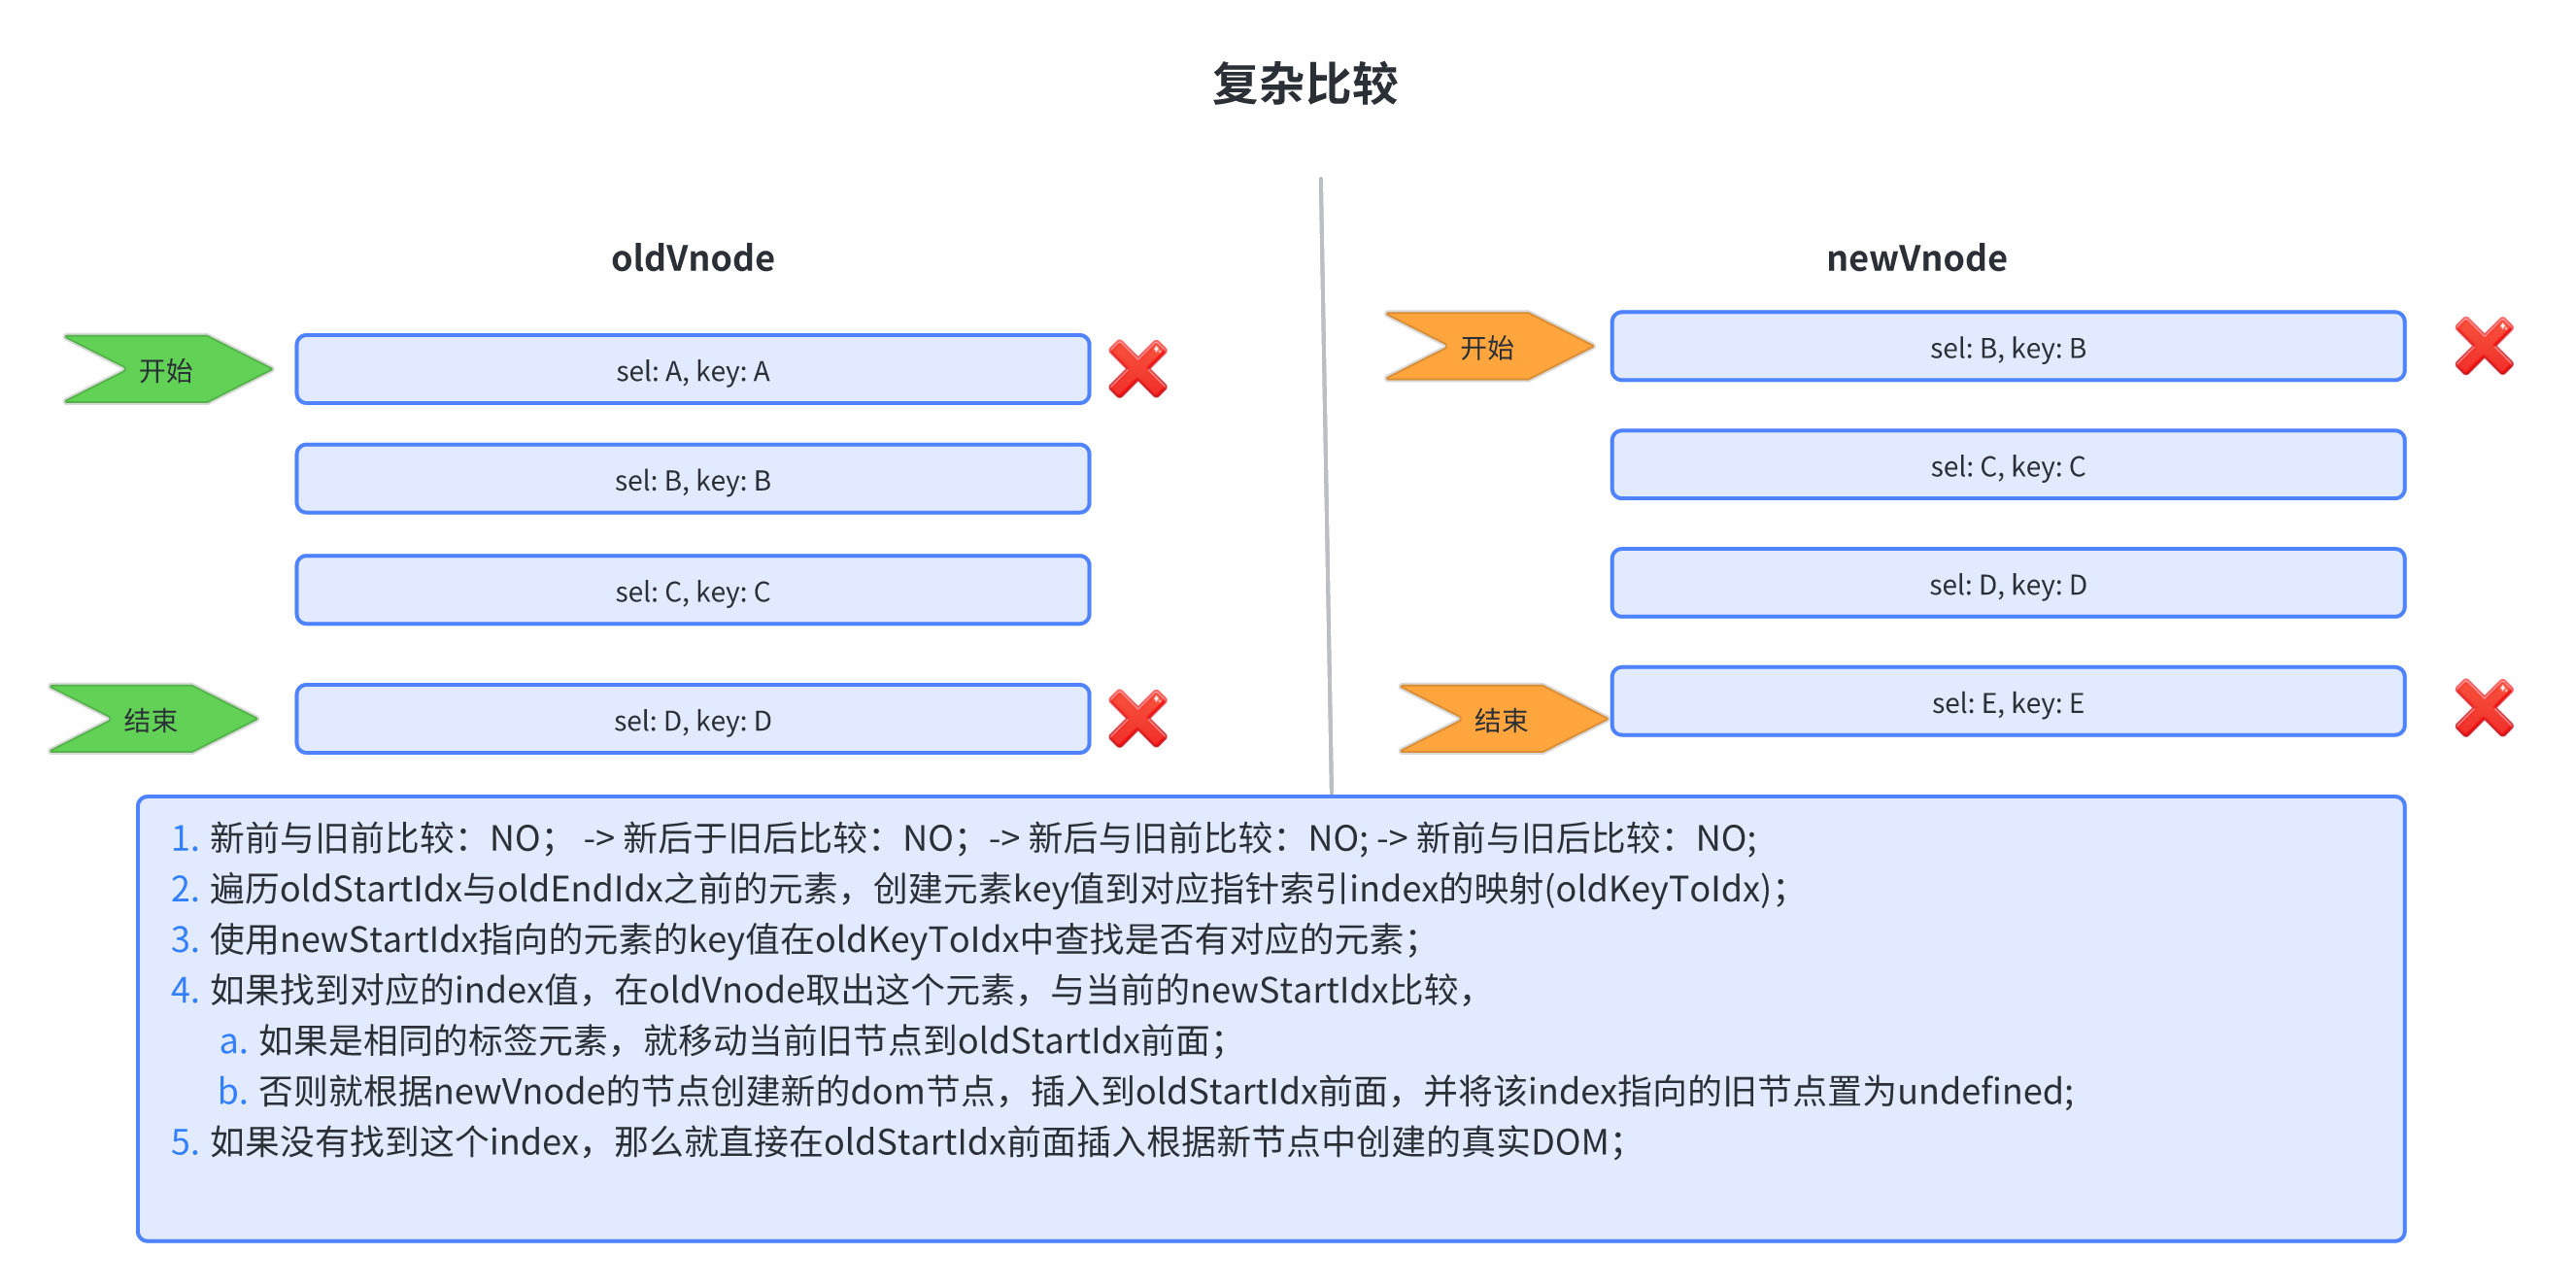 复杂比较
oldVnode
newVnode
开始
sel: A, key: A
sel: B, key: B
sel: C, key: C
结束
sel: D, key: D
开始
sel: B, key: B
sel: C, key: C
sel: D, key: D
结束
sel: E, key: E
1. 新前与旧前比较：NO； -> 新后于旧后比较：NO；-> 新后与旧前比较：NO; -> 新前与旧后比较：NO;
2. 遍历oldStartIdx与oldEndIdx之前的元素，创建元素key值到对应指针索引index的映射(oldKeyToIdx)；
3. 使用newStartIdx指向的元素的key值在oldKeyToIdx中查找是否有对应的元素；
4. 如果找到对应的index值，在oldVnode取出这个元素，与当前的newStartIdx比较，
a. 如果是相同的标签元素，就移动当前旧节点到oldStartIdx前面；
b. 否则就根据newVnode的节点创建新的dom节点，插入到oldStartIdx前面，并将该index指向的旧节点置为undefined;
5. 如果没有找到这个index，那么就直接在oldStartIdx前面插入根据新节点中创建的真实DOM；